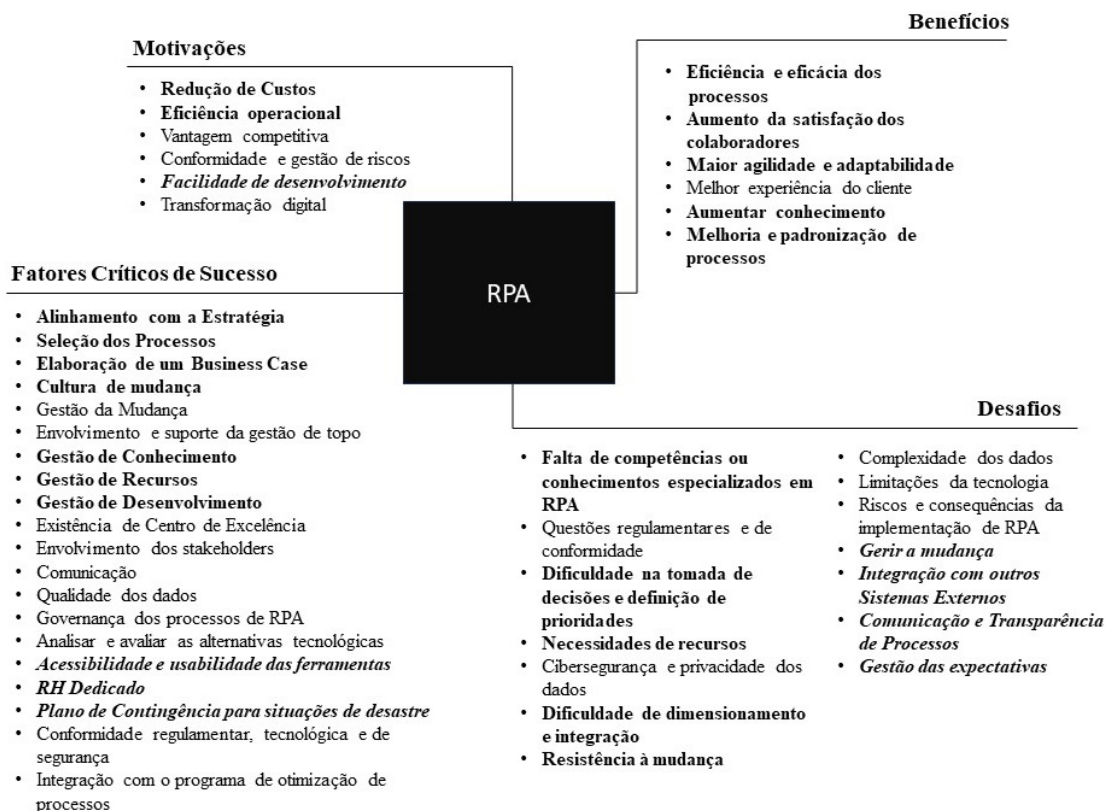 Motivações
• Redução de Custos
• Eficiência operacional
• Vantagem competitiva
• Conformidade e gestão de riscos
• Facilidade de desenvolvimento
• Transformação digital
Benefícios
• Eficiência e eficácia dos
processos
• Aumento da satisfação dos
colaboradores
• Maior agilidade e adaptabilidade
• Melhor experiência do cliente
• Aumentar conhecimento
• Melhoria e padronização de
processos
RPA
Fatores Críticos de Sucesso
• Alinhamento com a Estratégia
• Seleção dos Processos
• Elaboração de um Business Case
• Cultura de mudança
• Gestão da Mudança
• Envolvimento e suporte da gestão de topo
• Gestão de Conhecimento
• Gestão de Recursos
• Gestão de Desenvolvimento
• Existência de Centro de Excelência
• Envolvimento dos stakeholders
• Comunicação
• Qualidade dos dados
• Governança dos processos de RPA
• Analisar e avaliar as alternativas tecnológicas
• Acessibilidade e usabilidade das ferramentas
• RH Dedicado
• Plano de Contingência para situações de desastre
• Conformidade regulamentar, tecnológica e de
segurança
• Integração com o programa de otimização de
processos
Desafios
• Falta de competências ou
conhecimentos especializados em
RPA
• Questões regulamentares e de
conformidade
• Dificuldade na tomada de
decisões e definição de
prioridades
• Necessidades de recursos
• Cibersegurança e privacidade dos
dados
• Dificuldade de dimensionamento
e integração
• Resistência à mudança
• Complexidade dos dados
• Limitações da tecnologia
• Riscos e consequências da
implementação de RPA
• Gerir a mudança
• Integração com outros
Sistemas Externos
• Comunicação e Transparência
de Processos
• Gestão das expectativas